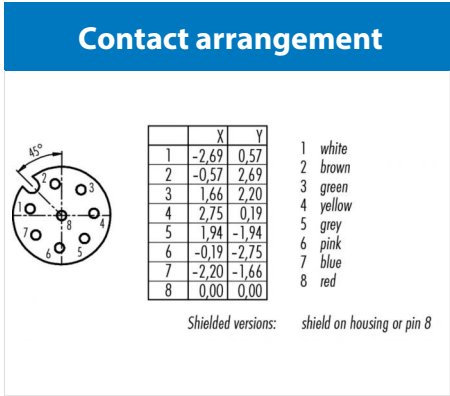 Contact arrangement
45°
2
3
1
4
8
7
6
5
X Y
1 -2,69 0,57
2 -0,57 2,69
3 1,66 2,20
4 2,75 0,19
5 1,94 -1,94
6 -0,19 -2,75
7 -2,20 -1,66
8 0,00 0,00
1 white
2 brown
3 green
4 yellow
5 grey
6 pink
7 blue
8 red
Shielded versions: shield on housing or pin 8